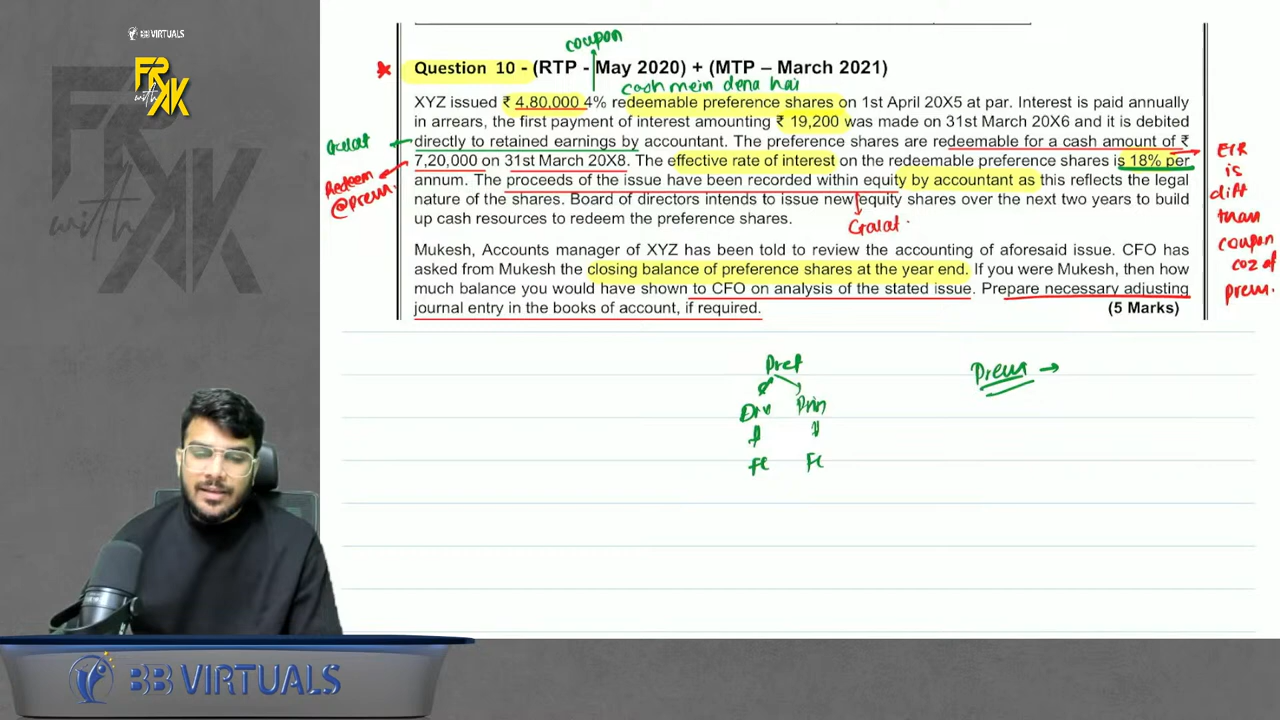 BB VIRTUALS
FR
with
AK
FR
with AK
coupon
Question 10 - (RTP - May 2020) + (MTP – March 2021)
cash mein dena hai
XYZ issued ₹ 4,80,000 4% redeemable preference shares on 1st April 20X5 at par. Interest is paid annually
in arrears, the first payment of interest amounting ₹ 19,200 was made on 31st March 20X6 and it is debited
directly to retained earnings by accountant. The preference shares are redeemable for a cash amount of ₹
7,20,000 on 31st March 20X8. The effective rate of interest on the redeemable preference shares is 18% per
annum. The proceeds of the issue have been recorded within equity by accountant as this reflects the legal
nature of the shares. Board of directors intends to issue new equity shares over the next two years to build
up cash resources to redeem the preference shares.
Galat
Redeem
@prem.
Galat
EIR
is
diff
than
coupon
coz of
prem.
Mukesh, Accounts manager of XYZ has been told to review the accounting of aforesaid issue. CFO has
asked from Mukesh the closing balance of preference shares at the year end. If you were Mukesh, then how
much balance you would have shown to CFO on analysis of the stated issue. Prepare necessary adjusting
journal entry in the books of account, if required. (5 Marks)
Pref
Div Prin
FL FL
Prem →
BB VIRTUALS